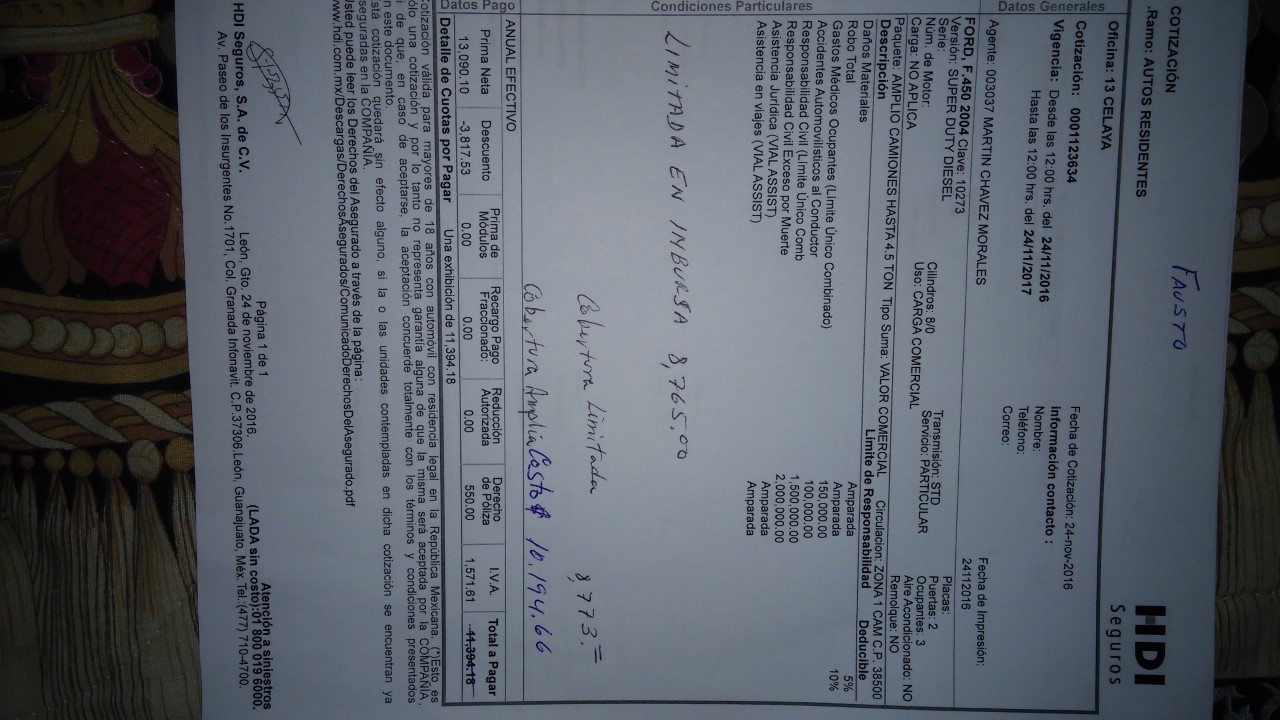 FAUSTO
COTIZACIÓN
.Ramo: AUTOS RESIDENTES
HDI
Seguros
Oficina: 13 CELAYA
Cotización: 0001123634
Vigencia: Desde las 12:00 hrs. del 24/11/2016
Hasta las 12:00 hrs. del 24/11/2017
Fecha de Cotización: 24-nov-2016
Información contacto :
Nombre:
Teléfono:
Correo:
Fecha de Impresión:
24112016
Datos Generales
Agente: 003037 MARTIN CHAVEZ MORALES
FORD, F.450 2004 Clave: 10273
Versión: SUPER DUTY DIESEL
Serie:
Núm. de Motor:
Carga: NO APLICA
Cilindros: 8/0
Uso: CARGA COMERCIAL
Transmisión: STD
Servicio: PARTICULAR
Placas:
Puertas: 2
Ocupantes: 3
Aire Acondicionado: NO
Remolque: NO
Paquete: AMPLIO CAMIONES HASTA 4.5 TON Tipo Suma: VALOR COMERCIAL Circulacion: ZONA 1 CAM C.P. 38500
Condiciones Particulares
Descripción Límite de Responsabilidad Deducible
Daños Materiales Amparada 5%
Robo Total Amparada 10%
Gastos Médicos Ocupantes (Límite Único Combinado) 150,000.00
Accidentes Automovilísticos al Conductor 100,000.00
Responsabilidad Civil (Límite Único Comb 1,500,000.00
Responsabilidad Civil Exceso por Muerte 2,000,000.00
Asistencia Jurídica (VIAL ASSIST) Amparada
Asistencia en viajes (VIAL ASSIST) Amparada
LIMITADA EN INBURSA 8,765.00
Cobertura Limitada 8,773.=
Cobertura Amplia Costo $ 10.194.66
Datos Pago
ANUAL EFECTIVO
Prima Neta Descuento Prima de Módulos Recargo Pago Fraccionado: Reducción Autorizada Derecho de Póliza I.V.A. Total a Pagar
13,090.10 -3,817.53 0.00 0.00 0.00 550.00 1,571.61 11,394.18
Detalle de Cuotas por Pagar Una exhibición de 11,394.18
Cotización válida para mayores de 18 años con automóvil con residencia legal en la República Mexicana. (*)Esto es
sólo una cotización y por lo tanto no representa garantía alguna de que la misma será aceptada por la COMPAÑÍA,
de que, en caso de aceptarse, la aceptación concuerde totalmente con los términos y condiciones presentados
en este documento.
Está cotización quedará sin efecto alguno, si la o las unidades contempladas en dicha cotización se encuentran ya
aseguradas en la COMPAÑÍA.
Usted puede leer los Derechos del Asegurado a través de la página:
www.hdi.com.mx/Descargas/DerechosAsegurados/ComunicadoDerechosDelAsegurado.pdf
Página 1 de 1
León, Gto. 24 de noviembre de 2016.
Atención a siniestros
(LADA sin costo):01 800 019 6000.
HDI Seguros, S.A. de C.V.
Av. Paseo de los Insurgentes No.1701, Col. Granada Infonavit. C.P.37306.León, Guanajuato, Méx.Tel.:(477) 710-4700.